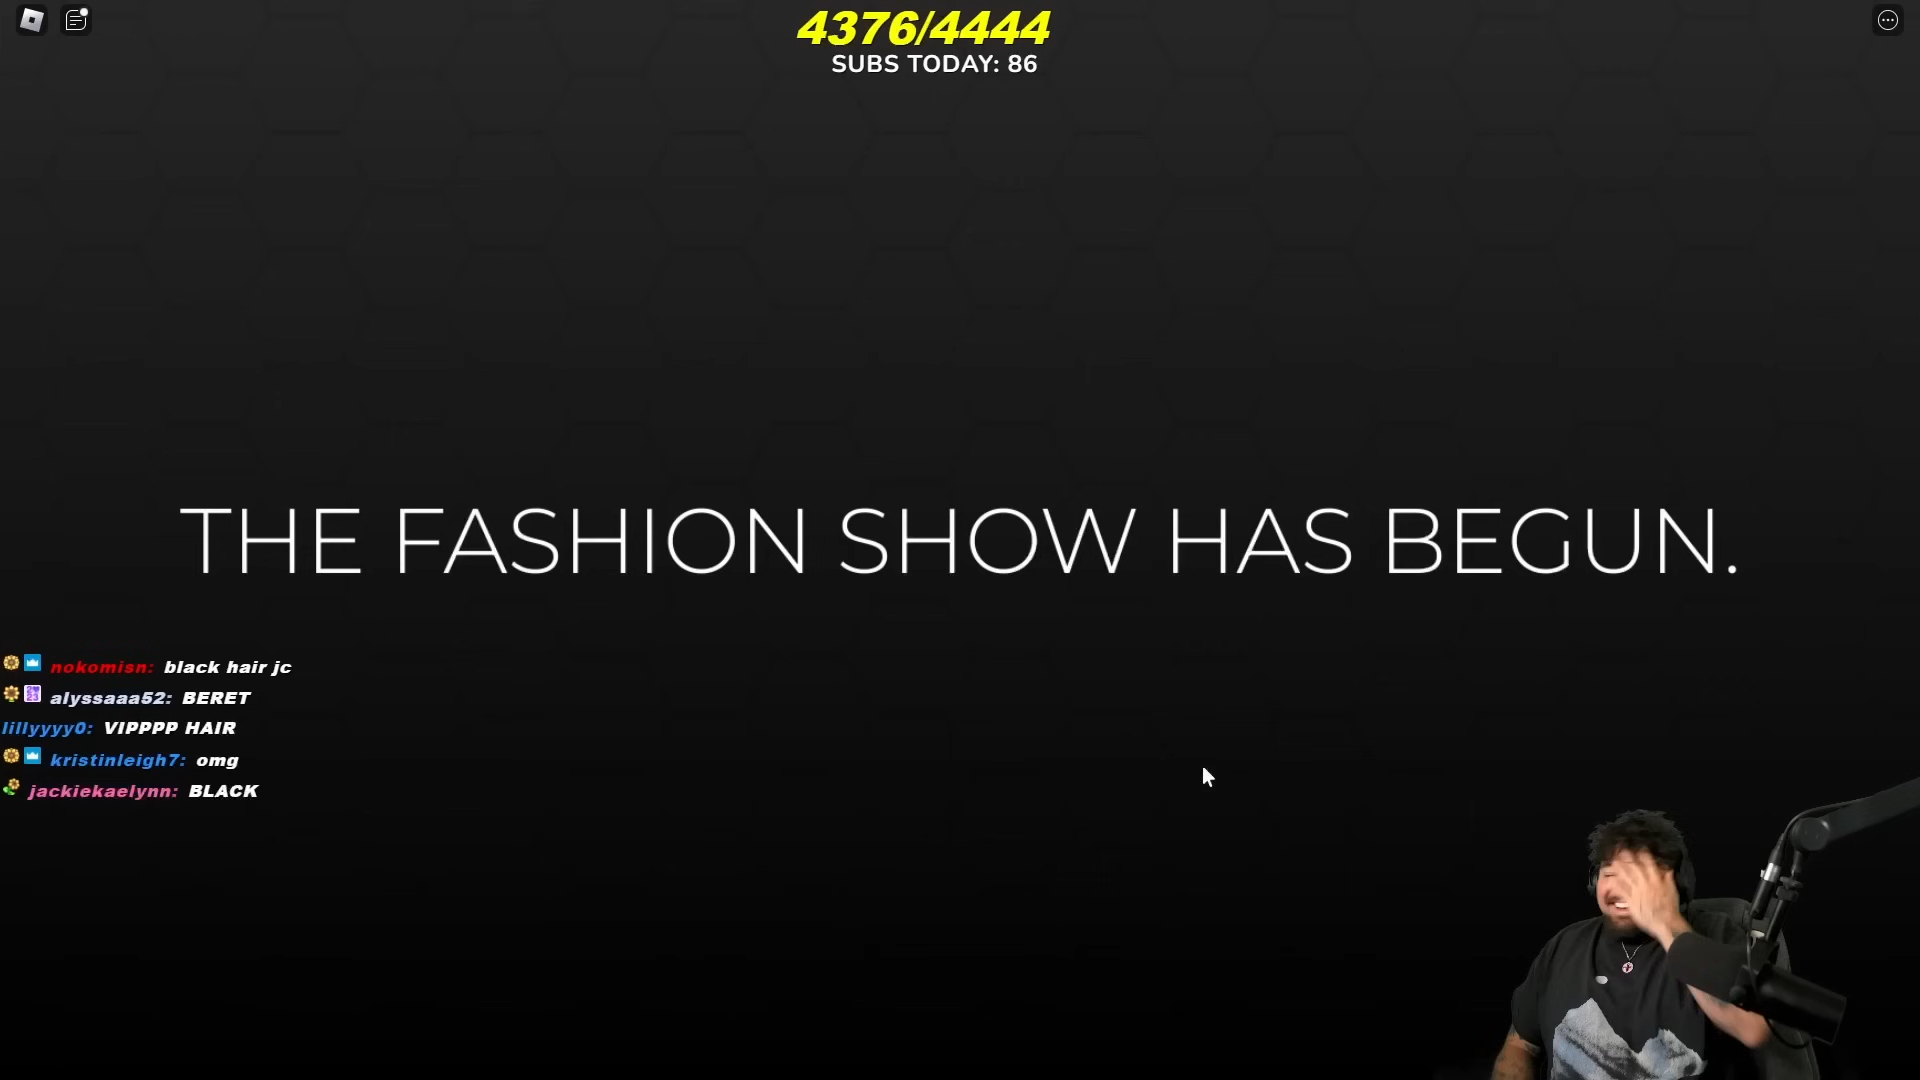 4376/4444
SUBS TODAY: 86
THE FASHION SHOW HAS BEGUN.
nokomisn: black hair jc
alyssaaa52: BERET
lillyyyy0: VIPPPP HAIR
kristinleigh7: omg
jackiekaelynn: BLACK